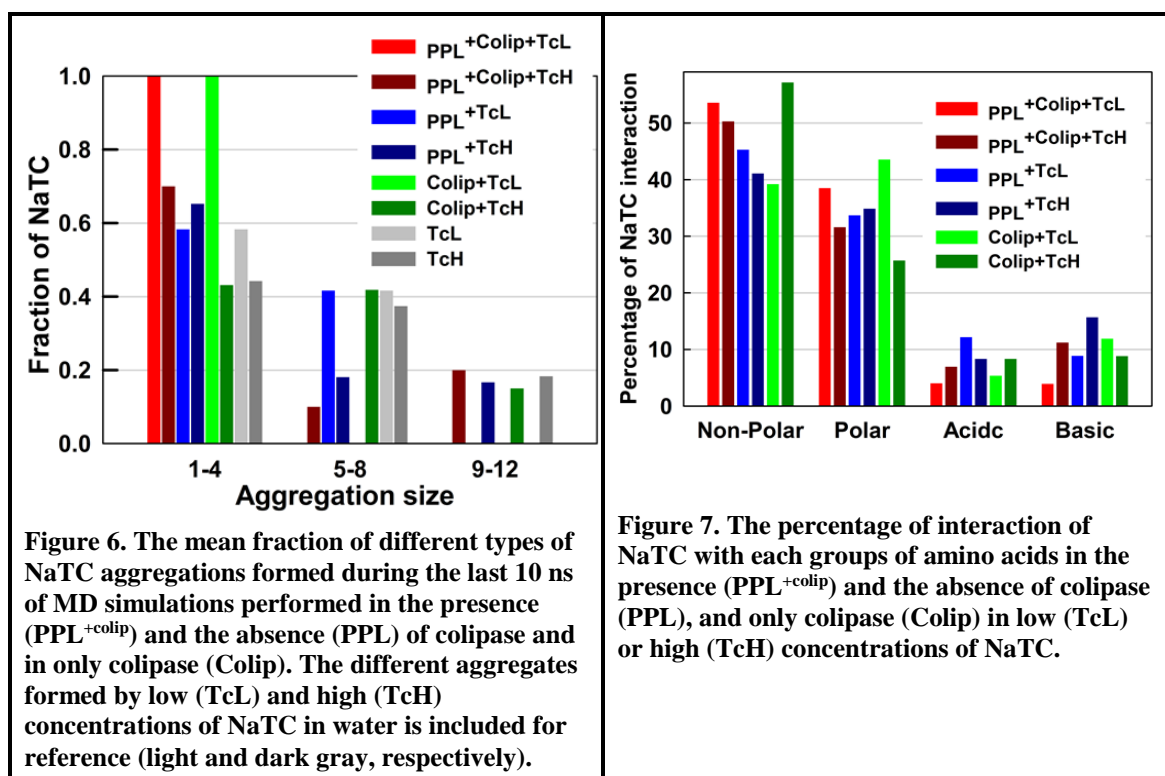 Fraction of NaTC
1.0
0.8
0.6
0.4
0.2
0.0
PPL+Colip+TcL
PPL+Colip+TcH
PPL+TcL
PPL+TcH
Colip+TcL
Colip+TcH
TcL
TcH
1-4
5-8
9-12
Aggregation size
Figure 6. The mean fraction of different types of
NaTC aggregations formed during the last 10 ns
of MD simulations performed in the presence
(PPL+colip) and the absence (PPL) of colipase and
in only colipase (Colip). The different aggregates
formed by low (TcL) and high (TcH)
concentrations of NaTC in water is included for
reference (light and dark gray, respectively).
Percentage of NaTC interaction
50
40
30
20
10
0
PPL+Colip+TcL
PPL+Colip+TcH
PPL+TcL
PPL+TcH
Colip+TcL
Colip+TcH
Non-Polar
Polar
Acidc
Basic
Figure 7. The percentage of interaction of
NaTC with each groups of amino acids in the
presence (PPL+colip) and the absence of colipase
(PPL), and only colipase (Colip) in low (TcL)
or high (TcH) concentrations of NaTC.